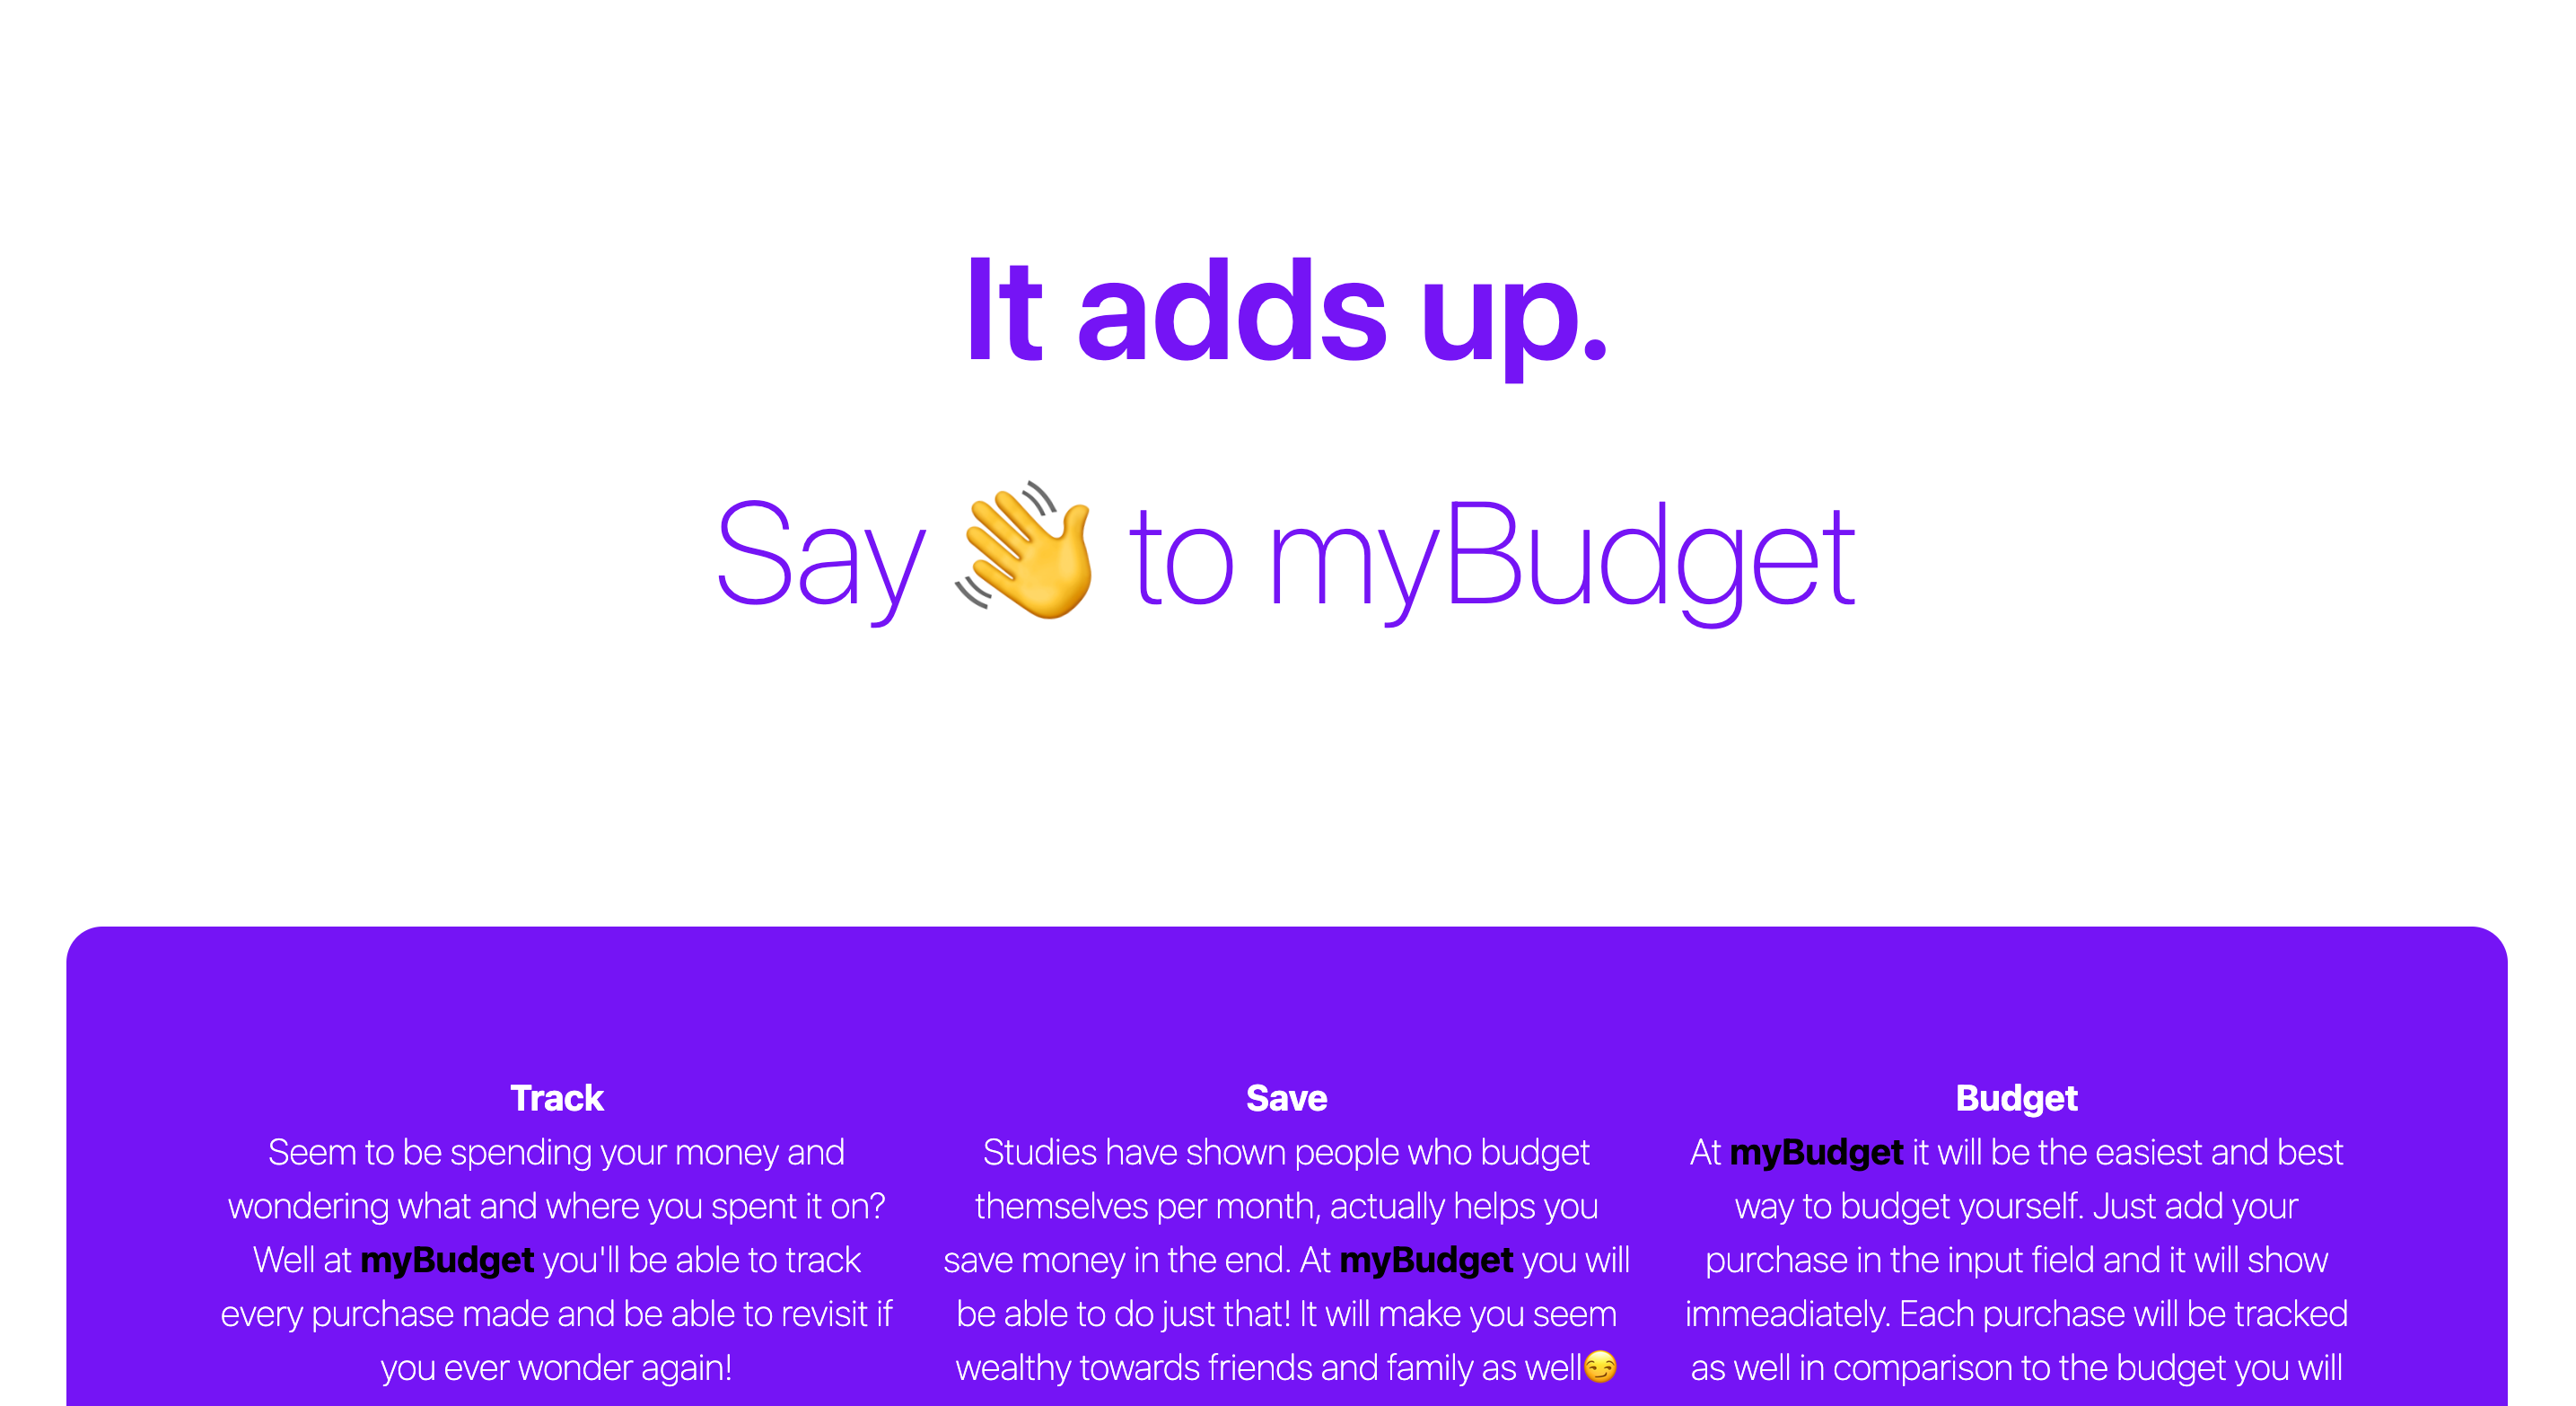 It adds up.
Say 👋 to myBudget
Track
Seem to be spending your money and
wondering what and where you spent it on?
Well at myBudget you'll be able to track
every purchase made and be able to revisit if
you ever wonder again!
Save
Studies have shown people who budget
themselves per month, actually helps you
save money in the end. At myBudget you will
be able to do just that! It will make you seem
wealthy towards friends and family as well😏
Budget
At myBudget it will be the easiest and best
way to budget yourself. Just add your
purchase in the input field and it will show
immeadiately. Each purchase will be tracked
as well in comparison to the budget you will